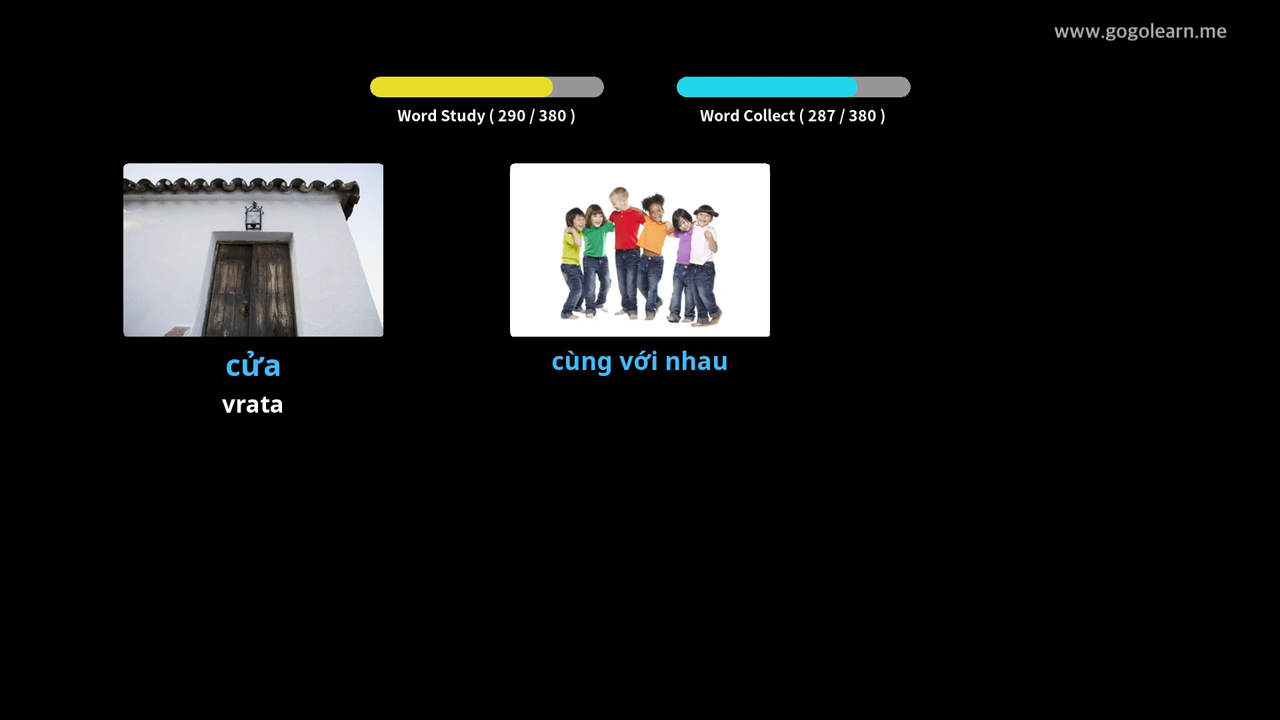 www.gogolearn.me
Word Study ( 290 / 380 )
Word Collect ( 287 / 380 )
cửa
vrata
cùng với nhau